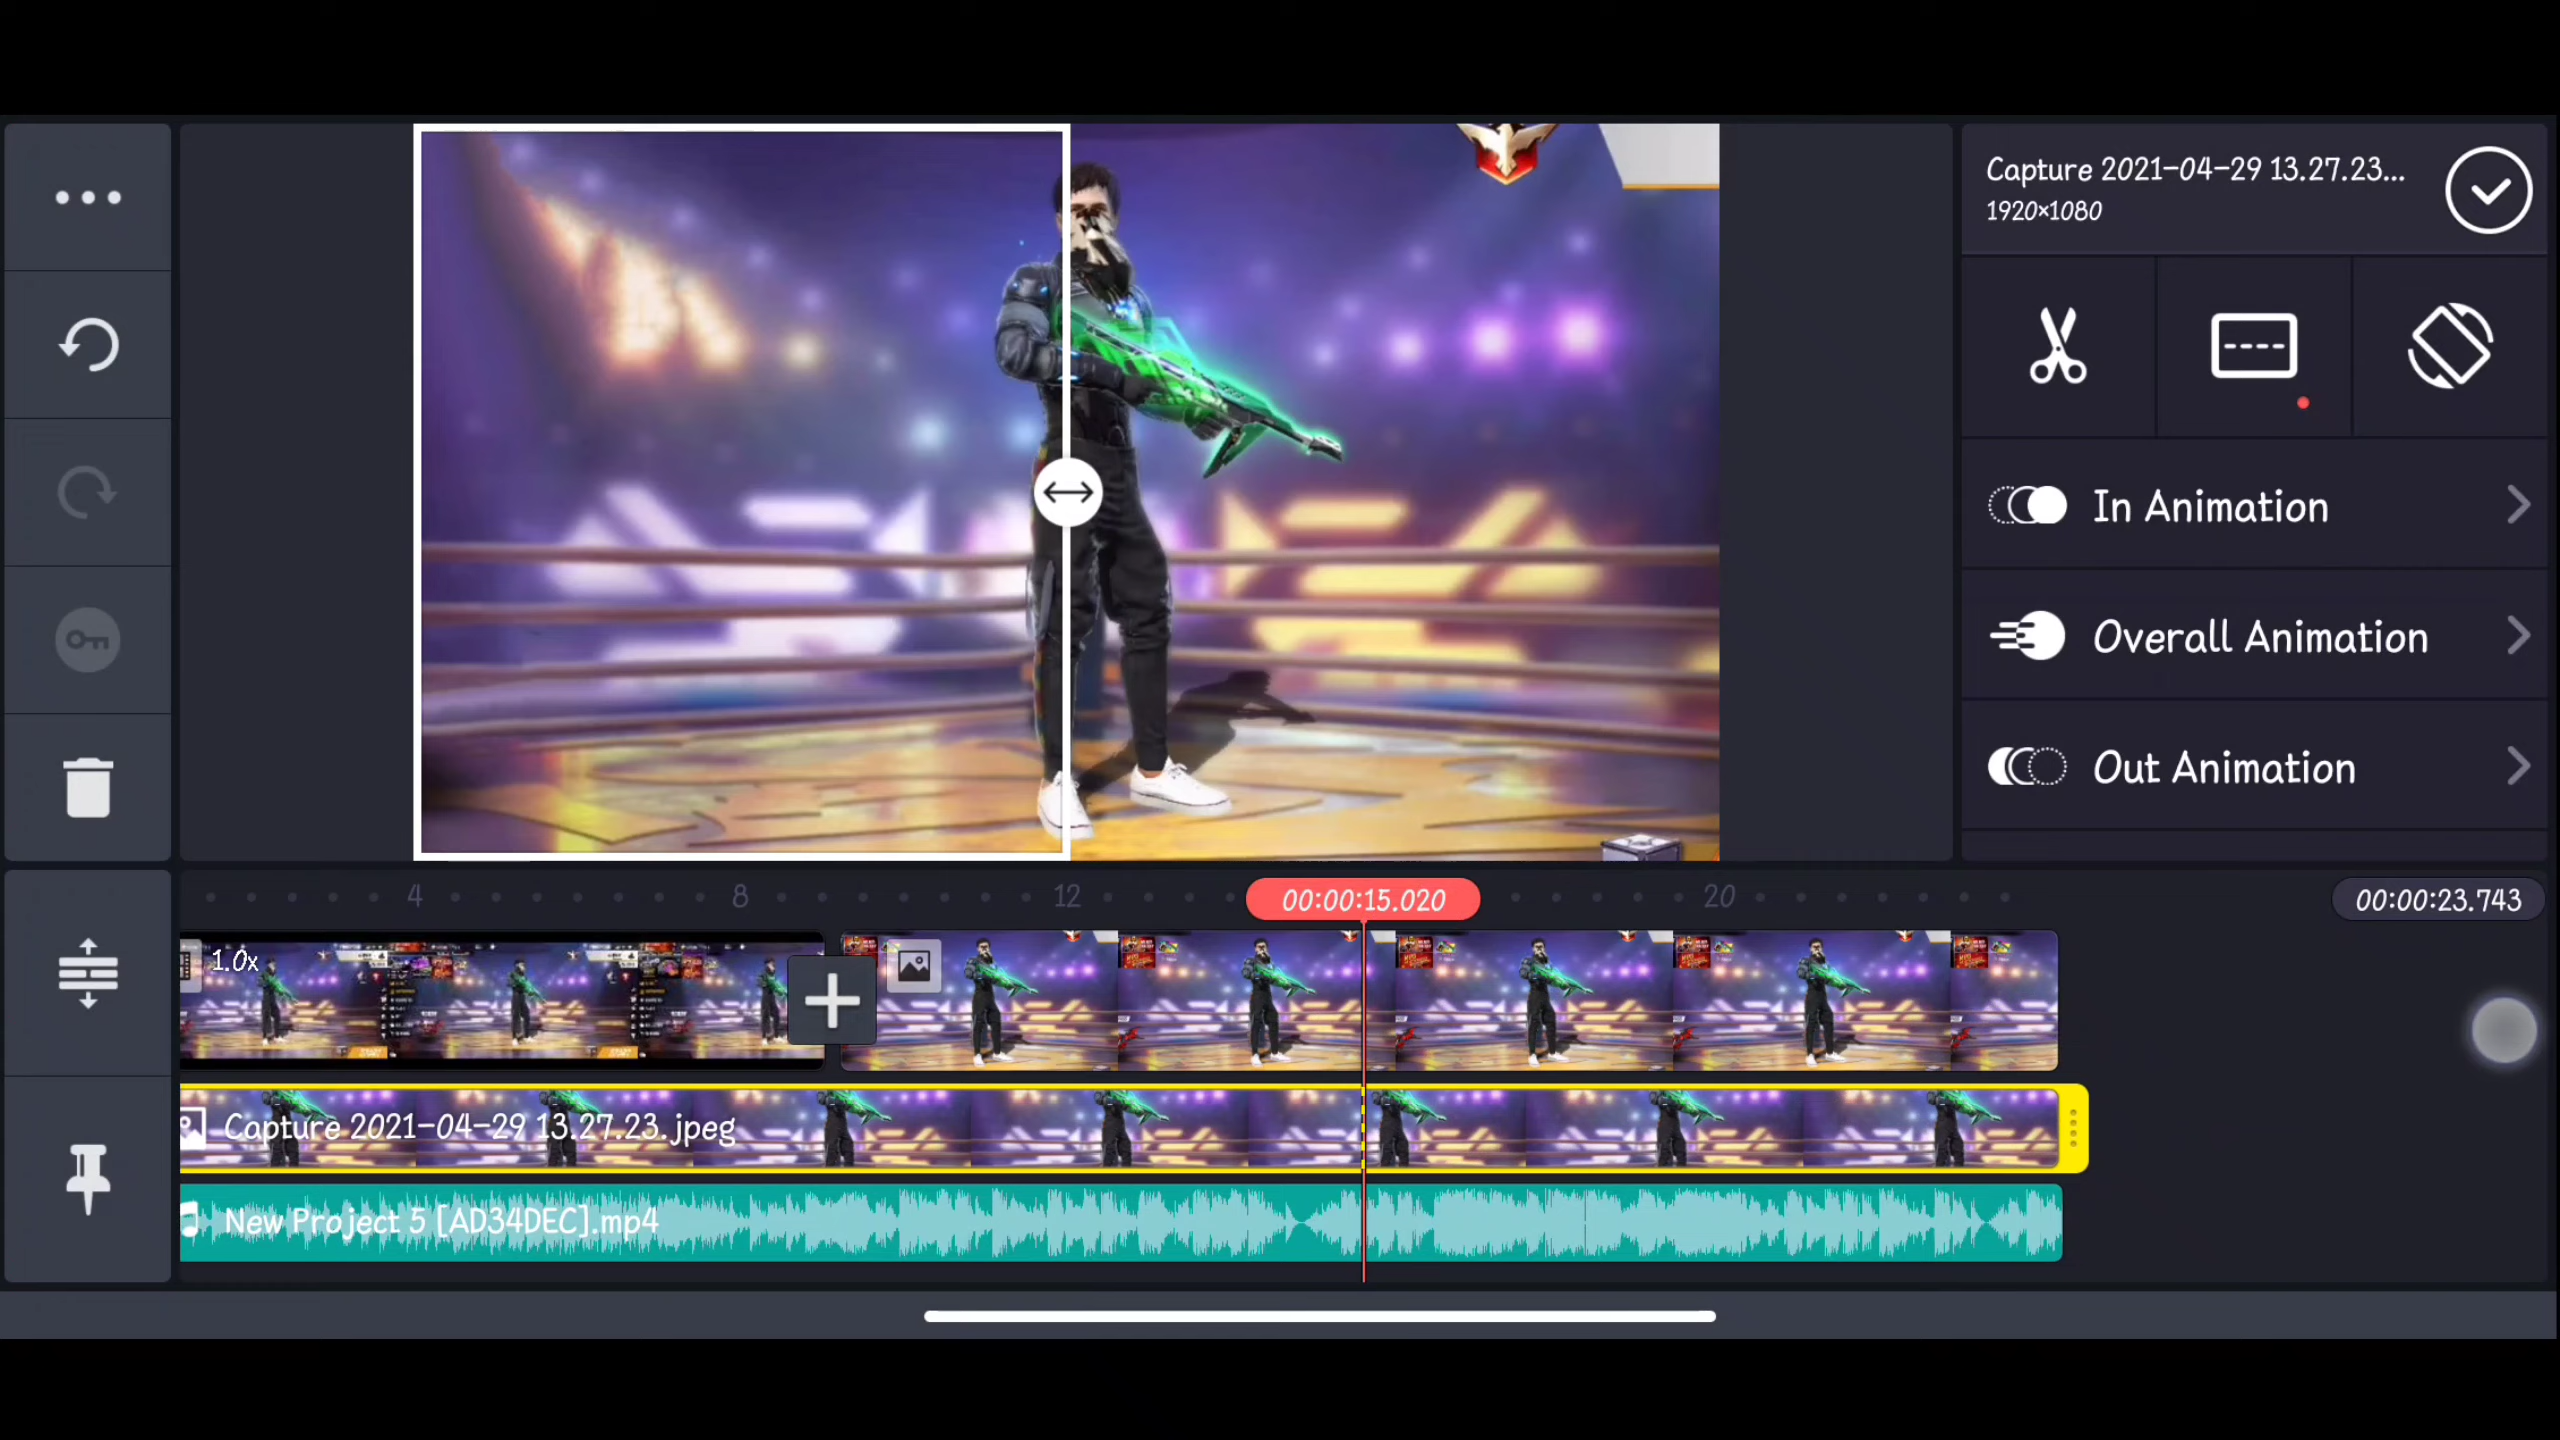 Capture 2021-04-29 13.27.23...
1920×1080
In Animation
Overall Animation
Out Animation
4
8
12
00:00:15.020
20
00:00:23.743
1.0x
Capture 2021-04-29 13.27.23.jpeg
New Project 5 [AD34DEC].mp4